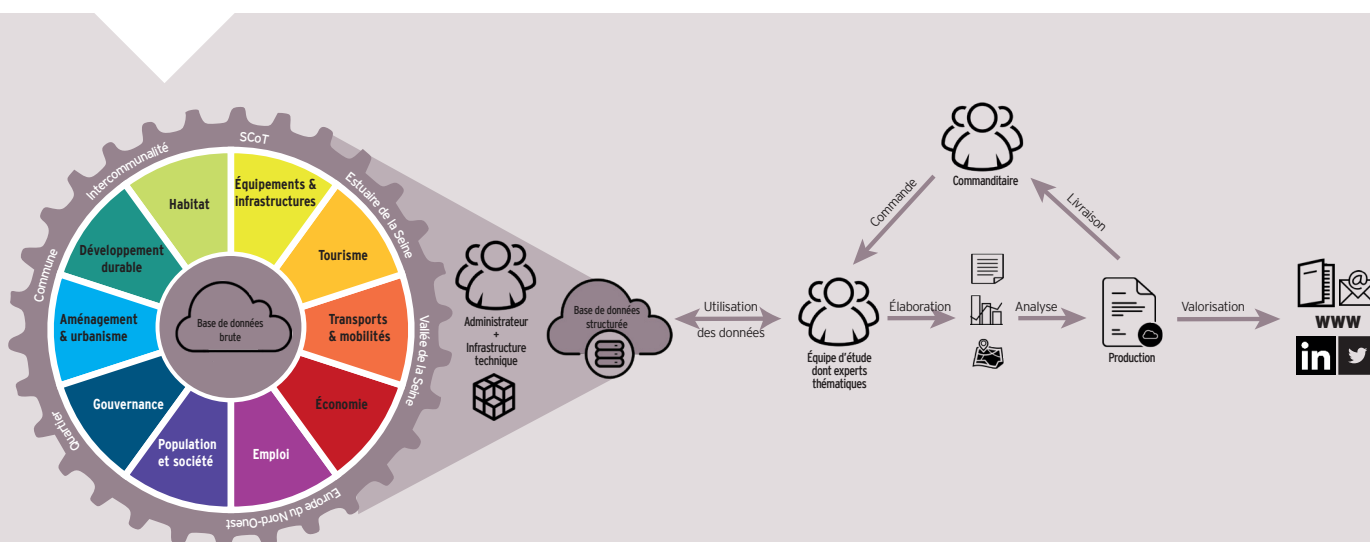 SCoT
Estuaire de la Seine
Vallée de la Seine
Europe du Nord-Ouest
Quartier
Commune
Intercommunalité
Habitat
Équipements &
infrastructures
Tourisme
Transports
& mobilités
Économie
Emploi
Population
et société
Gouvernance
Aménagement
& urbanisme
Développement
durable
Base de données
brute
Administrateur
+
Infrastructure
technique
Base de données
structurée
Utilisation
des données
Commanditaire
Commande
Livraison
Équipe d'étude
dont experts
thématiques
Élaboration
Analyse
Production
Valorisation
@
www
in